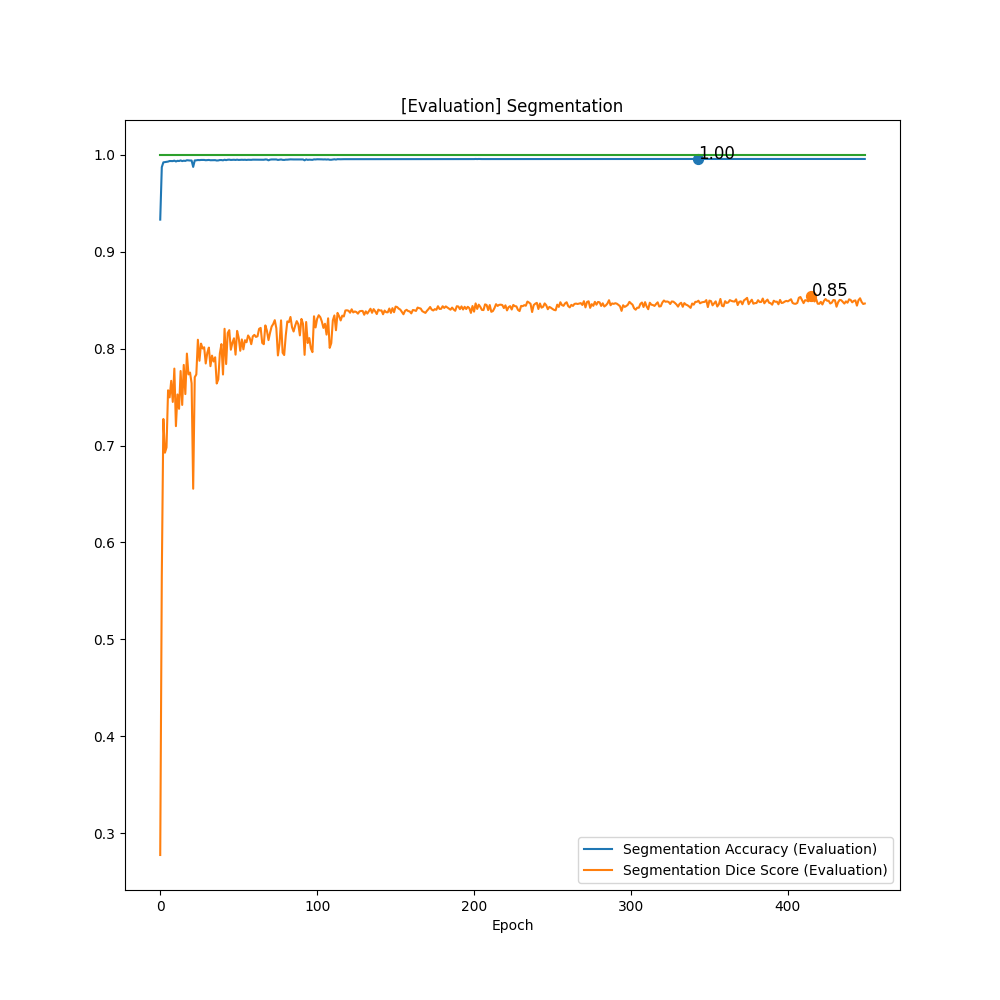 [Evaluation] Segmentation
1.0
1.00
0.9
0.85
0.8
0.7
0.6
0.5
0.4
0.3
Segmentation Accuracy (Evaluation)
Segmentation Dice Score (Evaluation)
0 100 200 300 400
Epoch